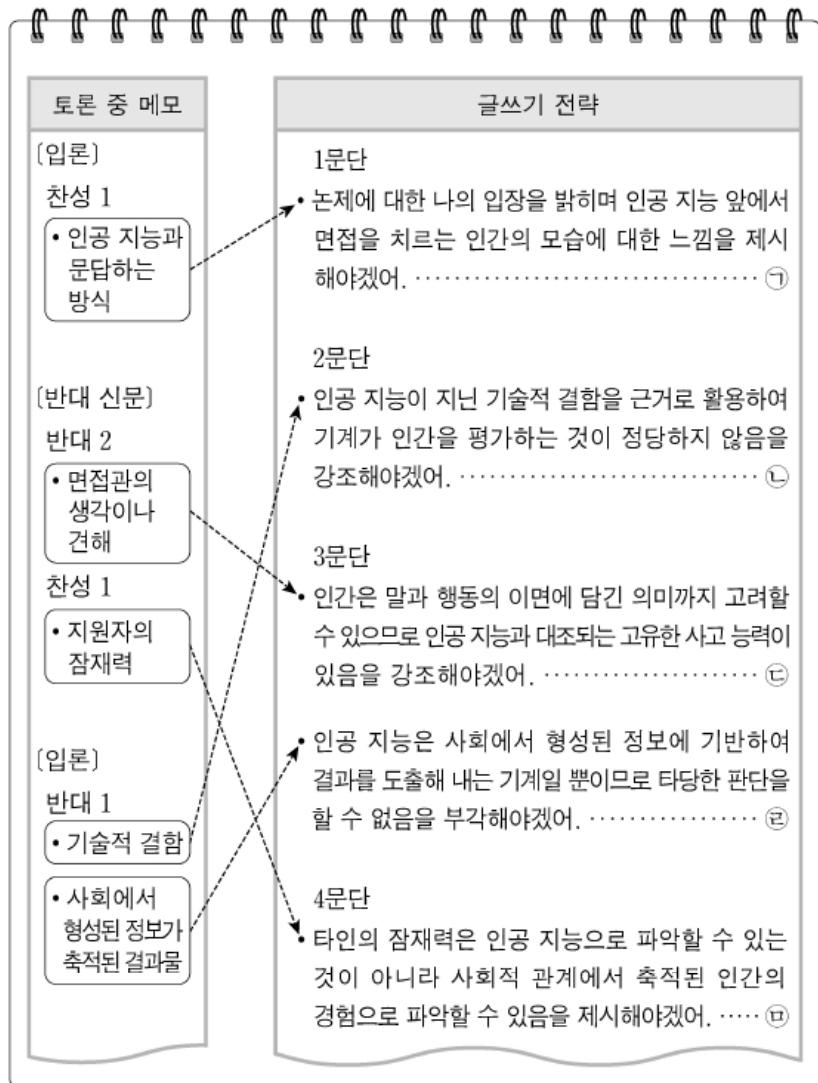 토론 중 메모
〔입론〕
찬성 1
• 인공 지능과
문답하는
방식
〔반대 신문〕
반대 2
• 면접관의
생각이나
견해
찬성 1
• 지원자의
잠재력
〔입론〕
반대 1
• 기술적 결함
• 사회에서
형성된 정보가
축적된 결과물
글쓰기 전략
1문단
• 논제에 대한 나의 입장을 밝히며 인공 지능 앞에서
면접을 치르는 인간의 모습에 대한 느낌을 제시
해야겠어. ·································· ㉠
2문단
• 인공 지능이 지닌 기술적 결함을 근거로 활용하여
기계가 인간을 평가하는 것이 정당하지 않음을
강조해야겠어. ······························ ㉡
3문단
• 인간은 말과 행동의 이면에 담긴 의미까지 고려할
수 있으므로 인공 지능과 대조되는 고유한 사고 능력이
있음을 강조해야겠어. ······················ ㉢
• 인공 지능은 사회에서 형성된 정보에 기반하여
결과를 도출해 내는 기계일 뿐이므로 타당한 판단을
할 수 없음을 부각해야겠어. ················· ㉣
4문단
• 타인의 잠재력은 인공 지능으로 파악할 수 있는
것이 아니라 사회적 관계에서 축적된 인간의
경험으로 파악할 수 있음을 제시해야겠어. ····· ㉤